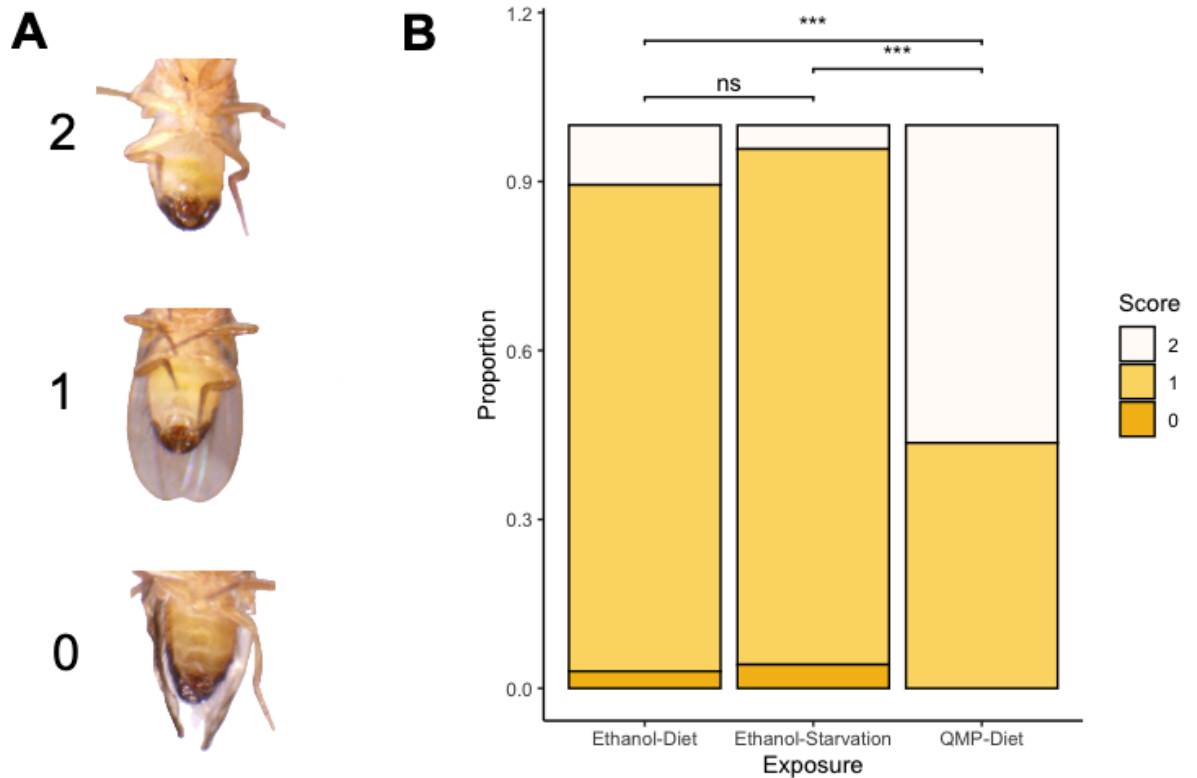 A
2
1
0
B
1.2
0.9
0.6
0.3
0.0
Proportion
***
***
ns
Ethanol-Diet Ethanol-Starvation QMP-Diet
Exposure
Score
2
1
0